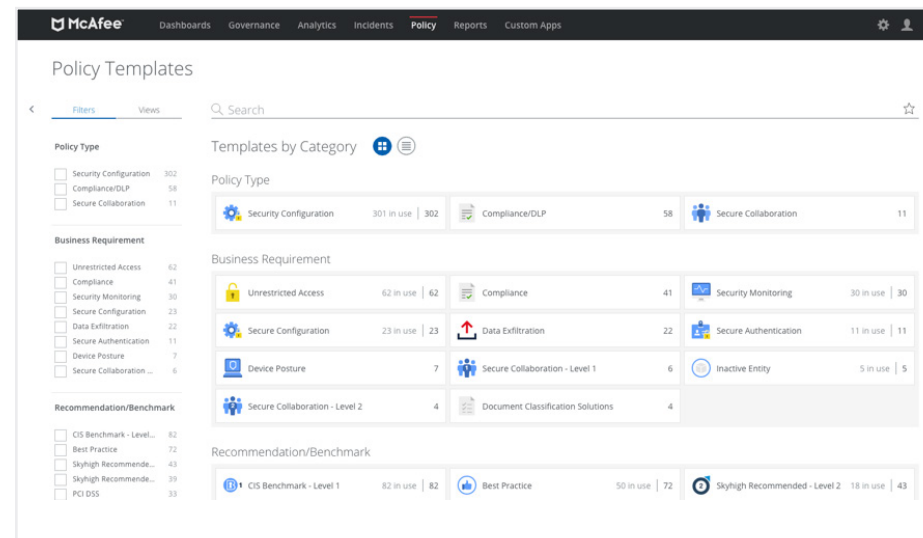 McAfee Dashboards Governance Analytics Incidents Policy Reports Custom Apps
Policy Templates
Filters Views
Search
Policy Type
Security Configuration 302
Compliance/DLP 58
Secure Collaboration 11
Business Requirement
Unrestricted Access 62
Compliance 41
Security Monitoring 30
Secure Configuration 23
Data Exfiltration 22
Secure Authentication 11
Device Posture 7
Secure Collaboration ... 6
Recommendation/Benchmark
CIS Benchmark - Level... 82
Best Practice 72
Skyhigh Recommende... 43
Skyhigh Recommende... 39
PCI DSS 33
Templates by Category
Policy Type
Security Configuration 301 in use | 302
Compliance/DLP 58
Secure Collaboration 11
Business Requirement
Unrestricted Access 62 in use | 62
Compliance 41
Security Monitoring 30 in use | 30
Secure Configuration 23 in use | 23
Data Exfiltration 22
Secure Authentication 11 in use | 11
Device Posture 7
Secure Collaboration - Level 1 6
Inactive Entity 5 in use | 5
Secure Collaboration - Level 2 4
Document Classification Solutions 4
Recommendation/Benchmark
1 CIS Benchmark - Level 1 82 in use | 82
Best Practice 50 in use | 72
2 Skyhigh Recommended - Level 2 18 in use | 43